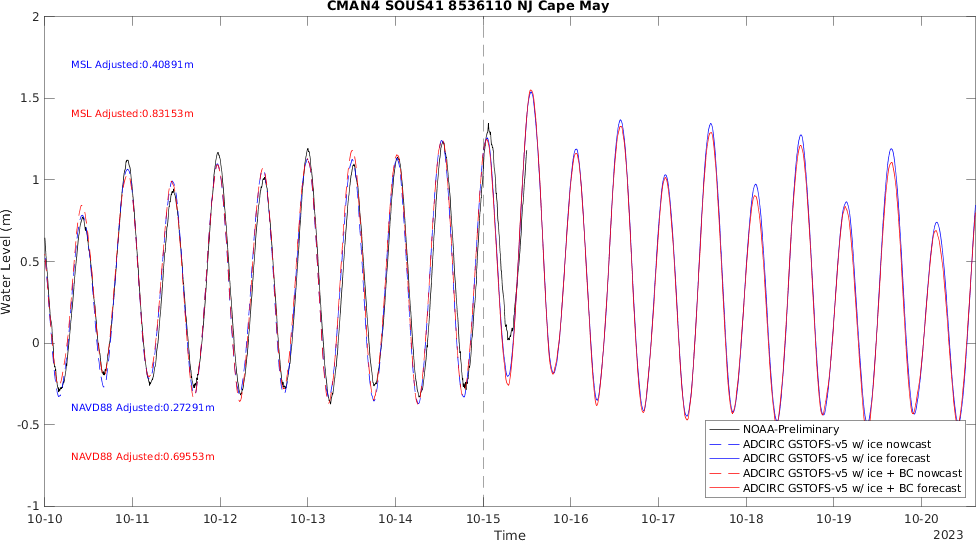 CMAN4 SOUS41 8536110 NJ Cape May
2
1.5
1
0.5
0
-0.5
-1
Water Level (m)
MSL Adjusted:0.40891m
MSL Adjusted:0.83153m
NAVD88 Adjusted:0.27291m
NAVD88 Adjusted:0.69553m
NOAA-Preliminary
ADCIRC GSTOFS-v5 w/ ice nowcast
ADCIRC GSTOFS-v5 w/ ice forecast
ADCIRC GSTOFS-v5 w/ ice + BC nowcast
ADCIRC GSTOFS-v5 w/ ice + BC forecast
10-10 10-11 10-12 10-13 10-14 10-15 10-16 10-17 10-18 10-19 10-20
Time
2023